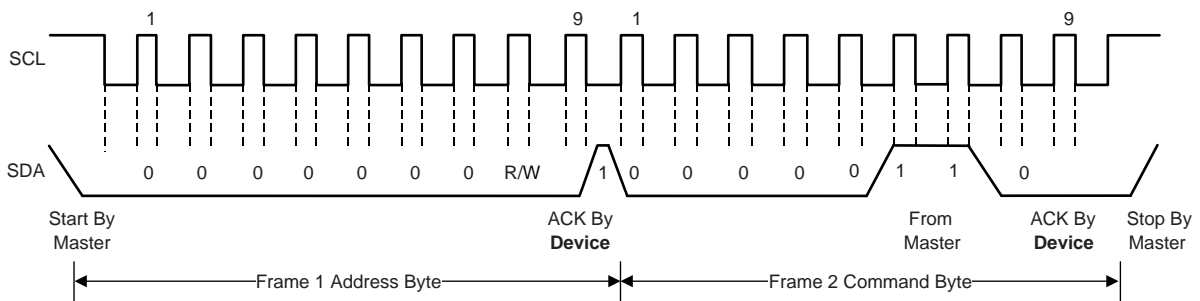 1 9 1 9
SCL
SDA 0 0 0 0 0 0 0 R/W 1 0 0 0 0 0 1 1 0
Start By Master
ACK By Device
From Master
ACK By Device
Stop By Master
Frame 1 Address Byte
Frame 2 Command Byte